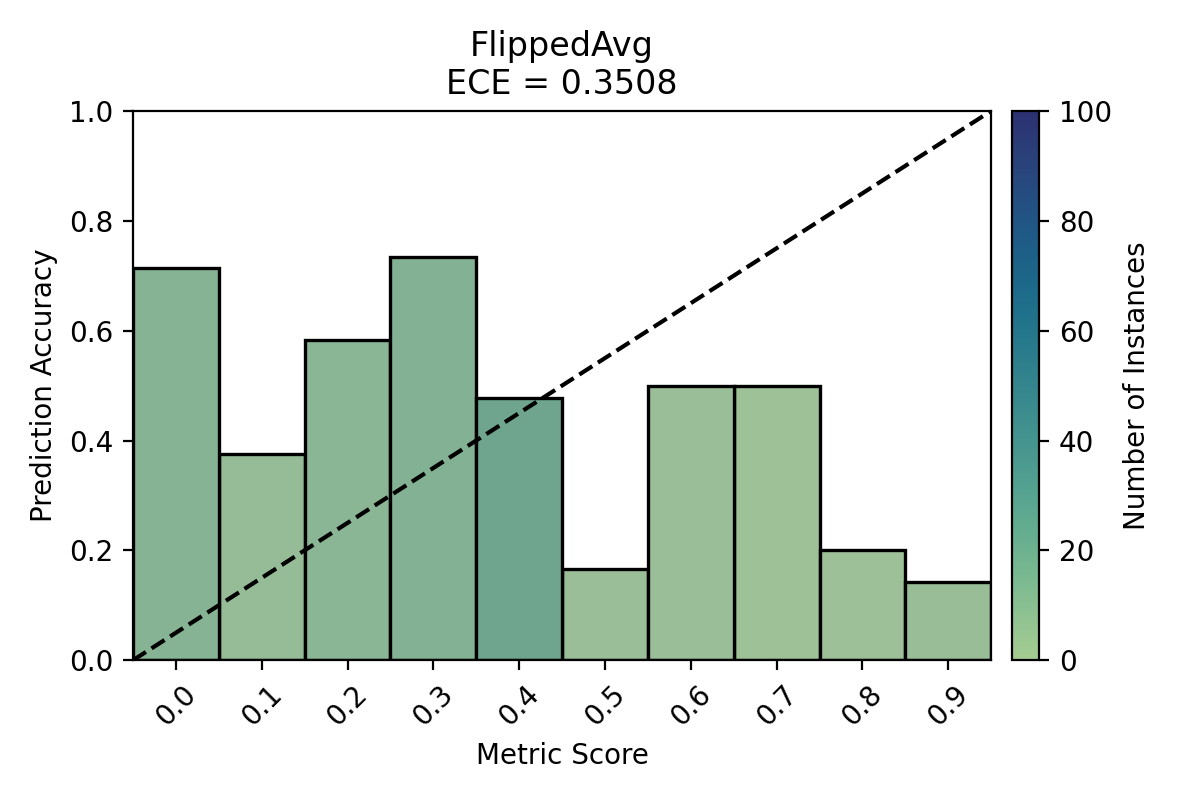 FlippedAvg
ECE = 0.3508
1.0
0.8
0.6
0.4
0.2
0.0
Prediction Accuracy
0.0 0.1 0.2 0.3 0.4 0.5 0.6 0.7 0.8 0.9
Metric Score
100
80
60
40
20
0
Number of Instances